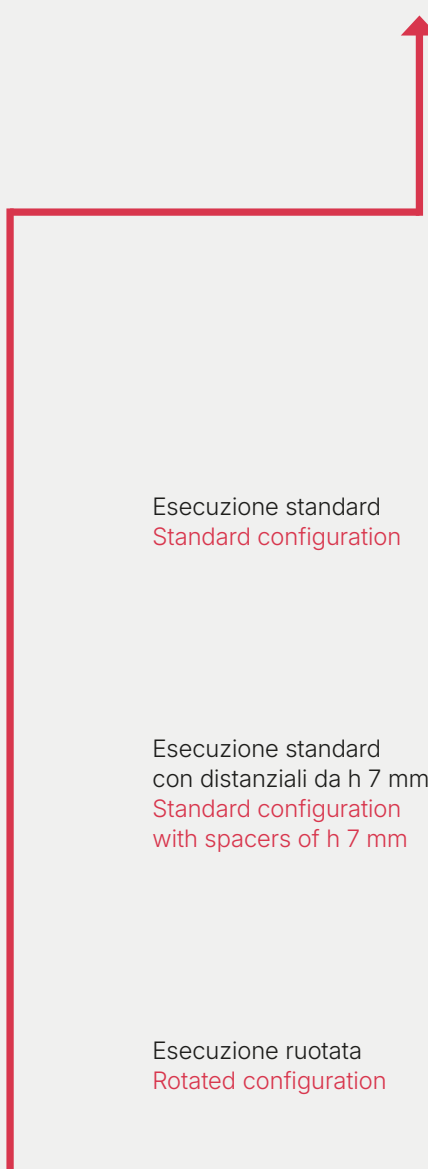 Esecuzione standard
Standard configuration
Esecuzione standard
con distanziali da h 7 mm
Standard configuration
with spacers of h 7 mm
Esecuzione ruotata
Rotated configuration